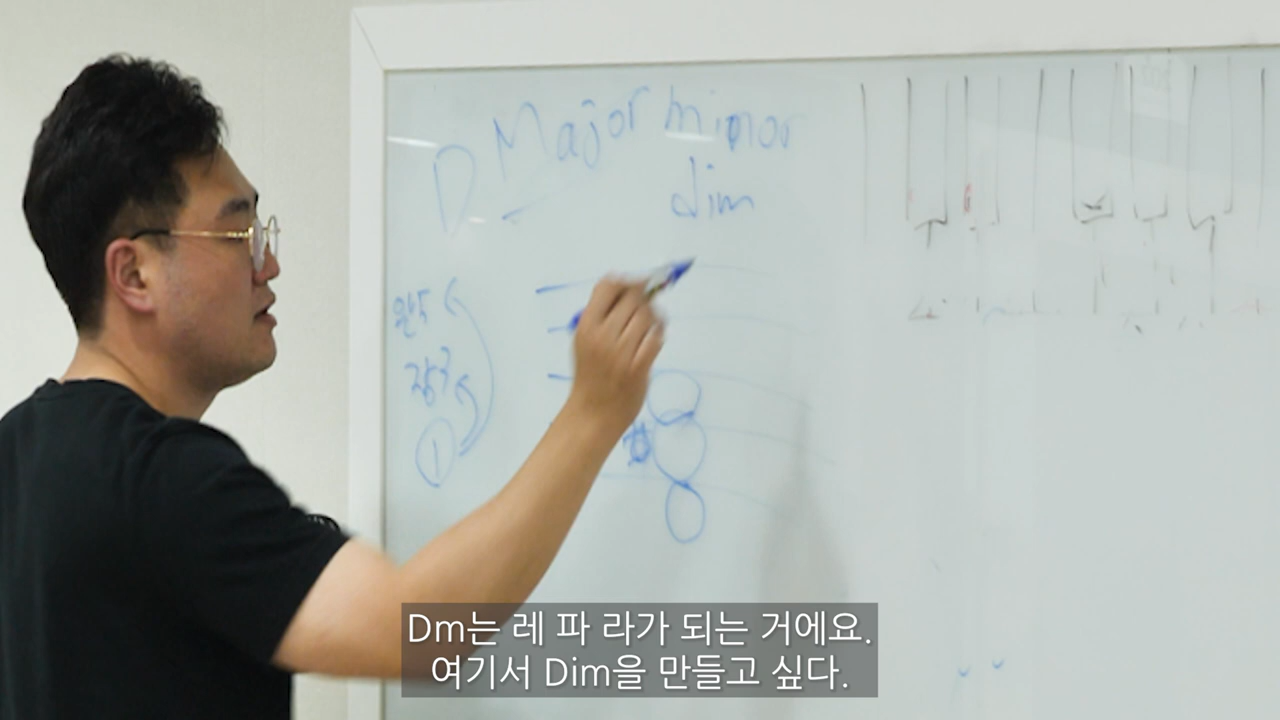 D Major minor
dim
완5
장3
1
Dm는 레 파 라가 되는 거에요.
여기서 Dim을 만들고 싶다.